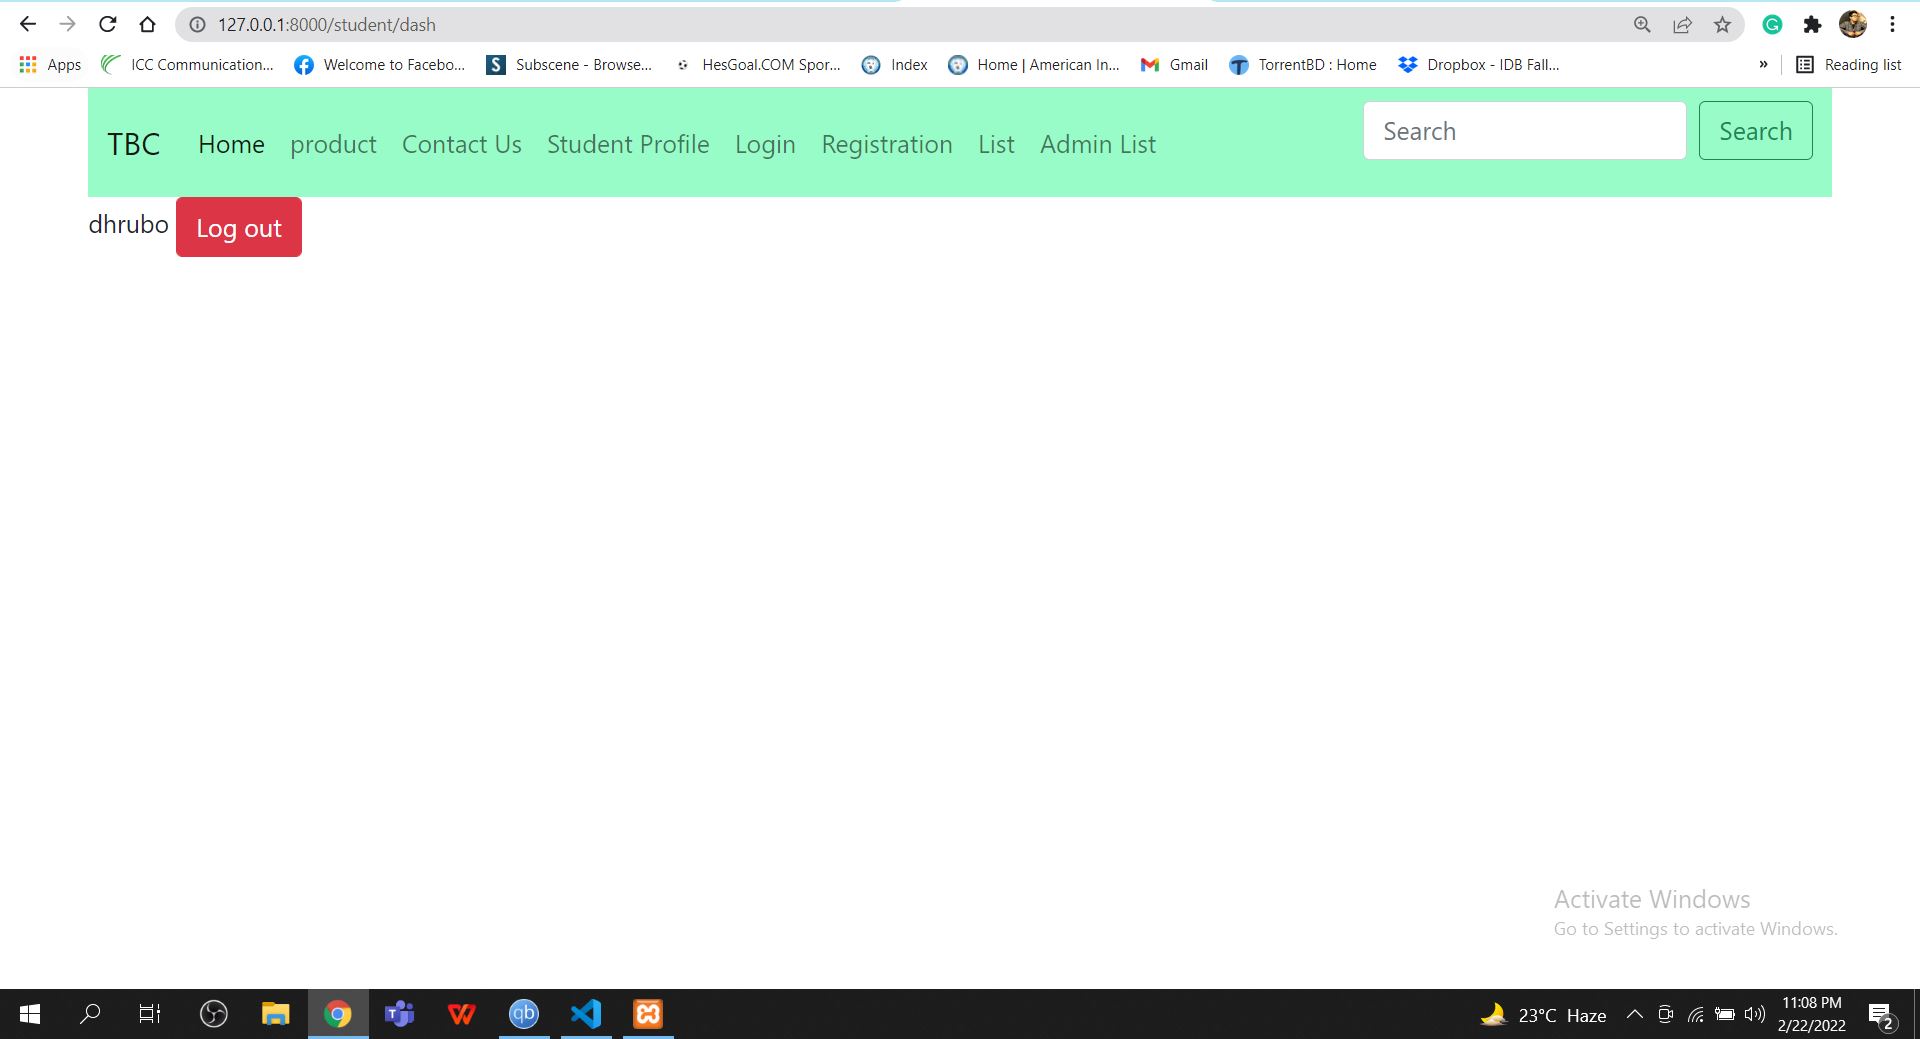 127.0.0.1:8000/student/dash
Apps ICC Communication... Welcome to Facebo... Subscene - Browse... HesGoal.COM Spor... Index Home | American In... Gmail TorrentBD : Home Dropbox - IDB Fall... » Reading list
TBC Home product Contact Us Student Profile Login Registration List Admin List Search Search
dhrubo Log out
Activate Windows
Go to Settings to activate Windows.
23°C Haze 11:08 PM
2/22/2022 2